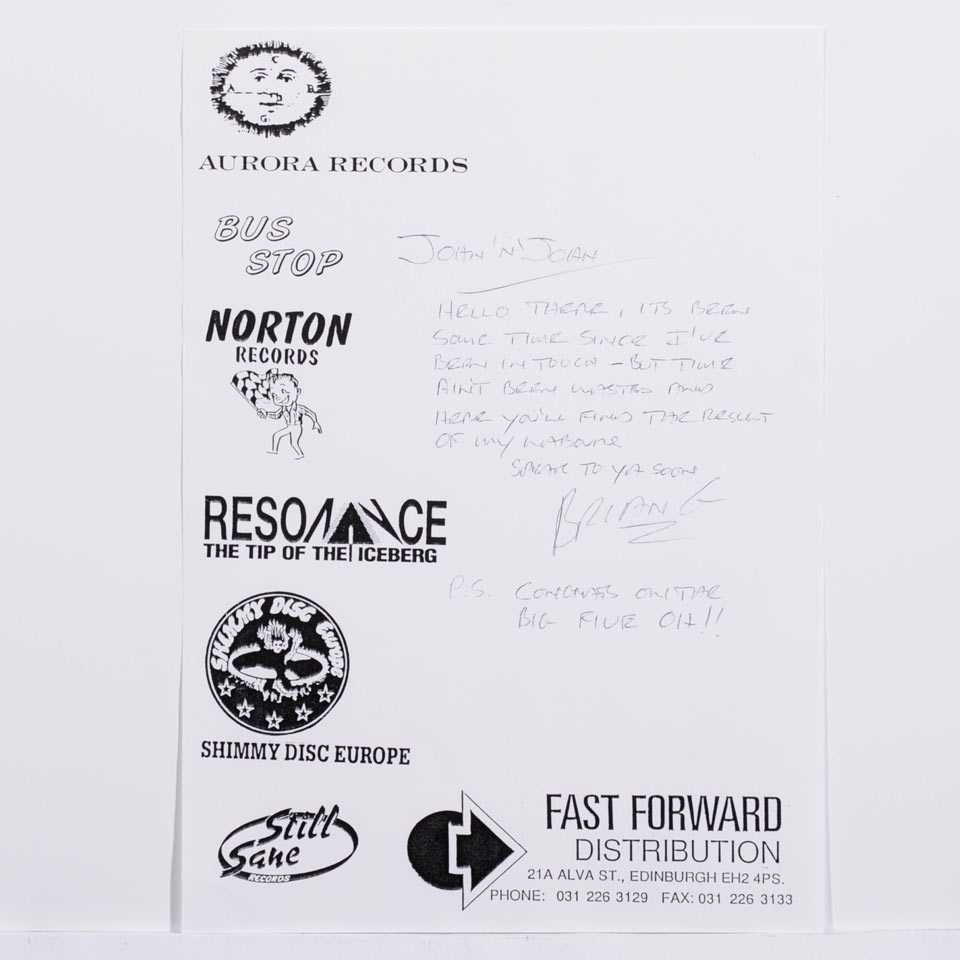 C
A B
G
AURORA RECORDS
BUS
STOP
NORTON
RECORDS
RESONANCE
THE TIP OF THE ICEBERG
SHIMMY DISC EUROPE
SHIMMY DISC EUROPE
Still
Sane
RECORDS
JOHN 'N' JOAN
HELLO THERE, ITS BEEN
SOME TIME SINCE I'VE
BEEN IN TOUCH – BUT TIME
AIN'T BEEN WASTED AND
HERE YOU'LL FIND THE RESULT
OF MY LABOURS
SPEAK TO YA SOON
BRIAN G
P.S. CONGRATS ON THE
BIG FIVE OH!!
FAST FORWARD
DISTRIBUTION
21A ALVA ST., EDINBURGH EH2 4PS.
PHONE: 031 226 3129 FAX: 031 226 3133